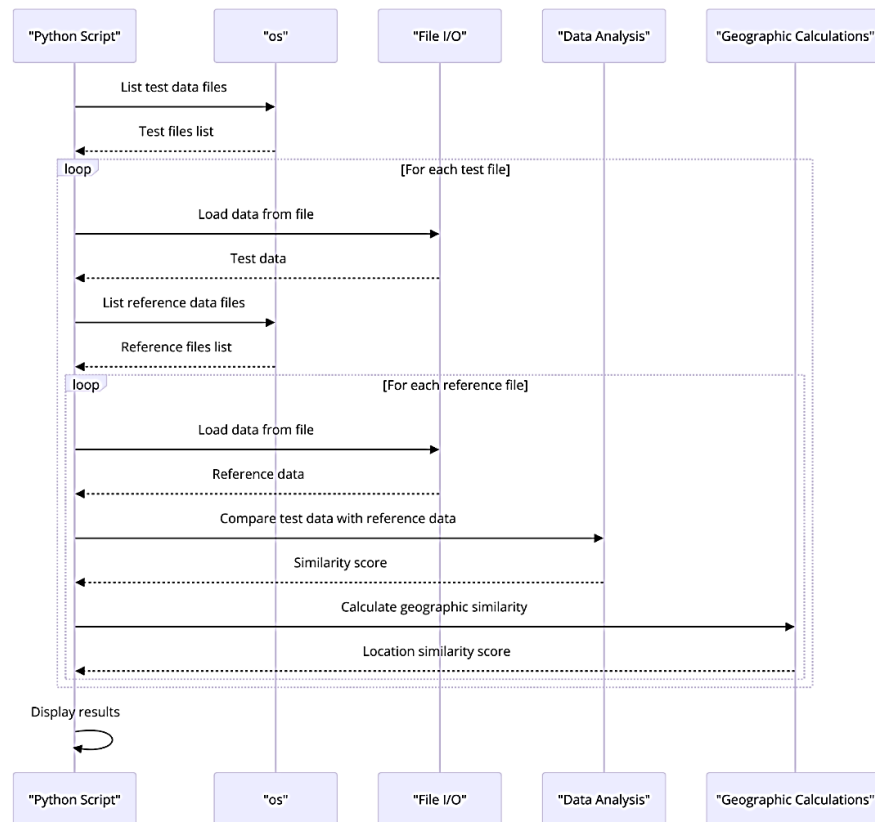 "Python Script" "os" "File I/O" "Data Analysis" "Geographic Calculations"
List test data files
Test files list
loop [For each test file]
Load data from file
Test data
List reference data files
Reference files list
loop [For each reference file]
Load data from file
Reference data
Compare test data with reference data
Similarity score
Calculate geographic similarity
Location similarity score
Display results
"Python Script" "os" "File I/O" "Data Analysis" "Geographic Calculations"